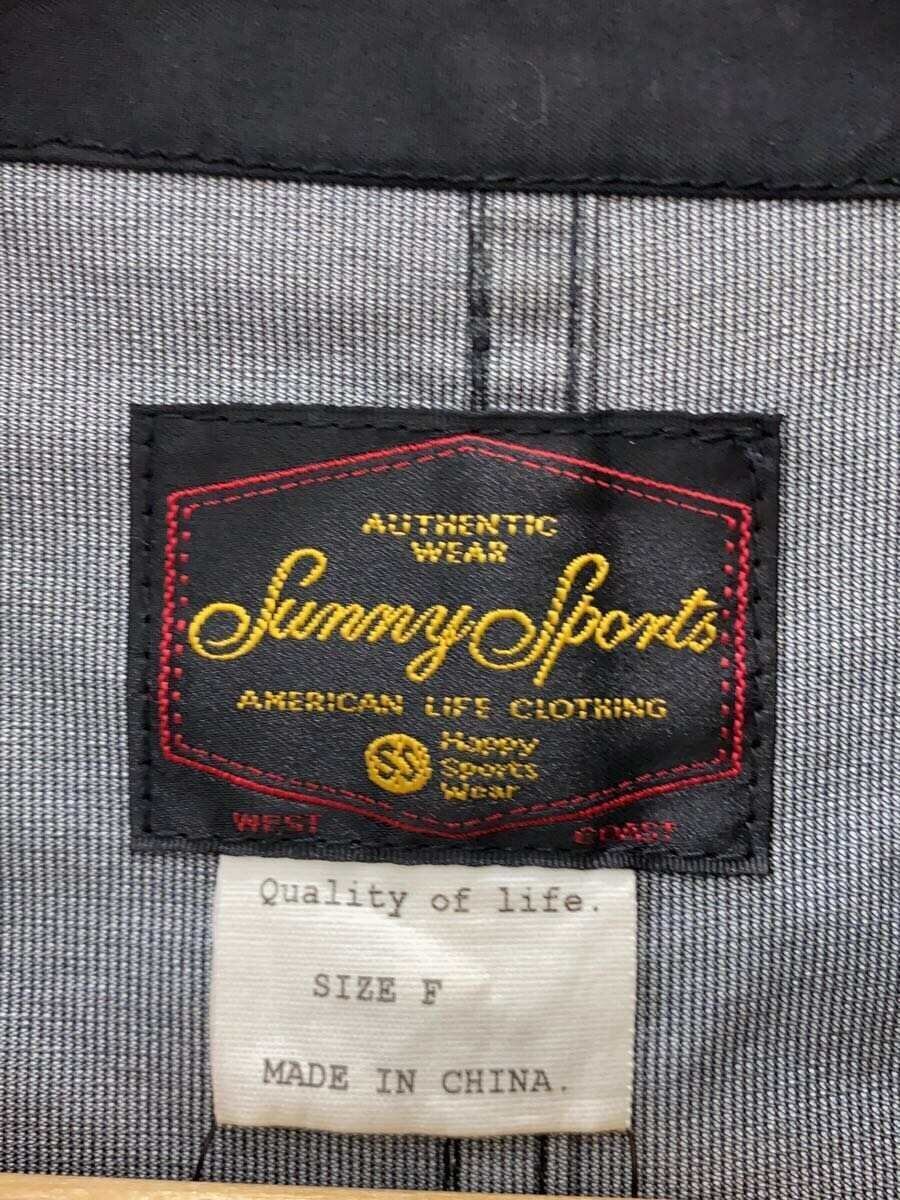 AUTHENTIC
WEAR
Sunny Sports
AMERICAN LIFE CLOTHING
SS
Happy
Sports
Wear
WEST COAST
Quality of life.
SIZE F
MADE IN CHINA.